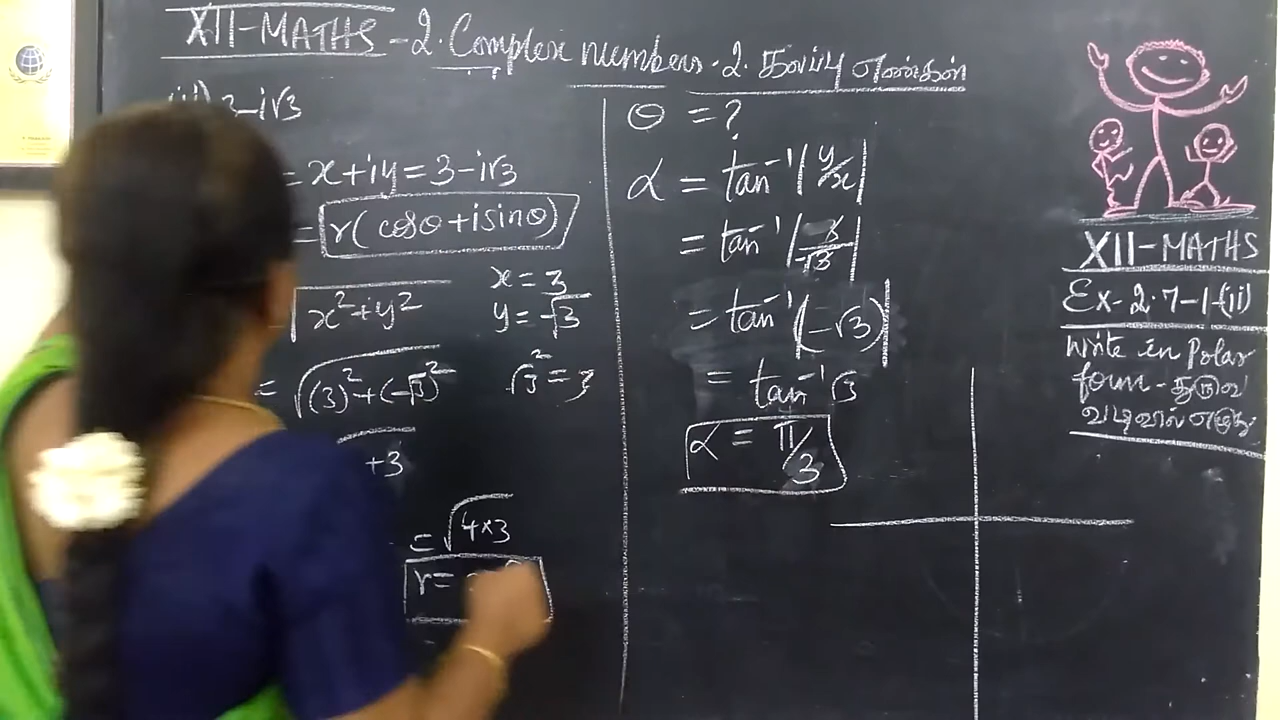 XII-MATHS - 2. Complex numbers - 2. கலப்பு எண்கள்
3-i√3
= x+iy = 3-i√3
= r(cosθ+isinθ)
x = 3
√x²+y²
y = -√3
= √(3)²+(-√3)²
√3² = 3
+3
= √4×3
r=
θ = ?
α = tan⁻¹|y/x|
= tan⁻¹|3/-√3|
= tan⁻¹|(-√3)|
= tan⁻¹√3
α = π/3
XII-MATHS
Ex-2.7-1-(ii)
Write in Polar
form - துருவ
வடிவில் எழுது